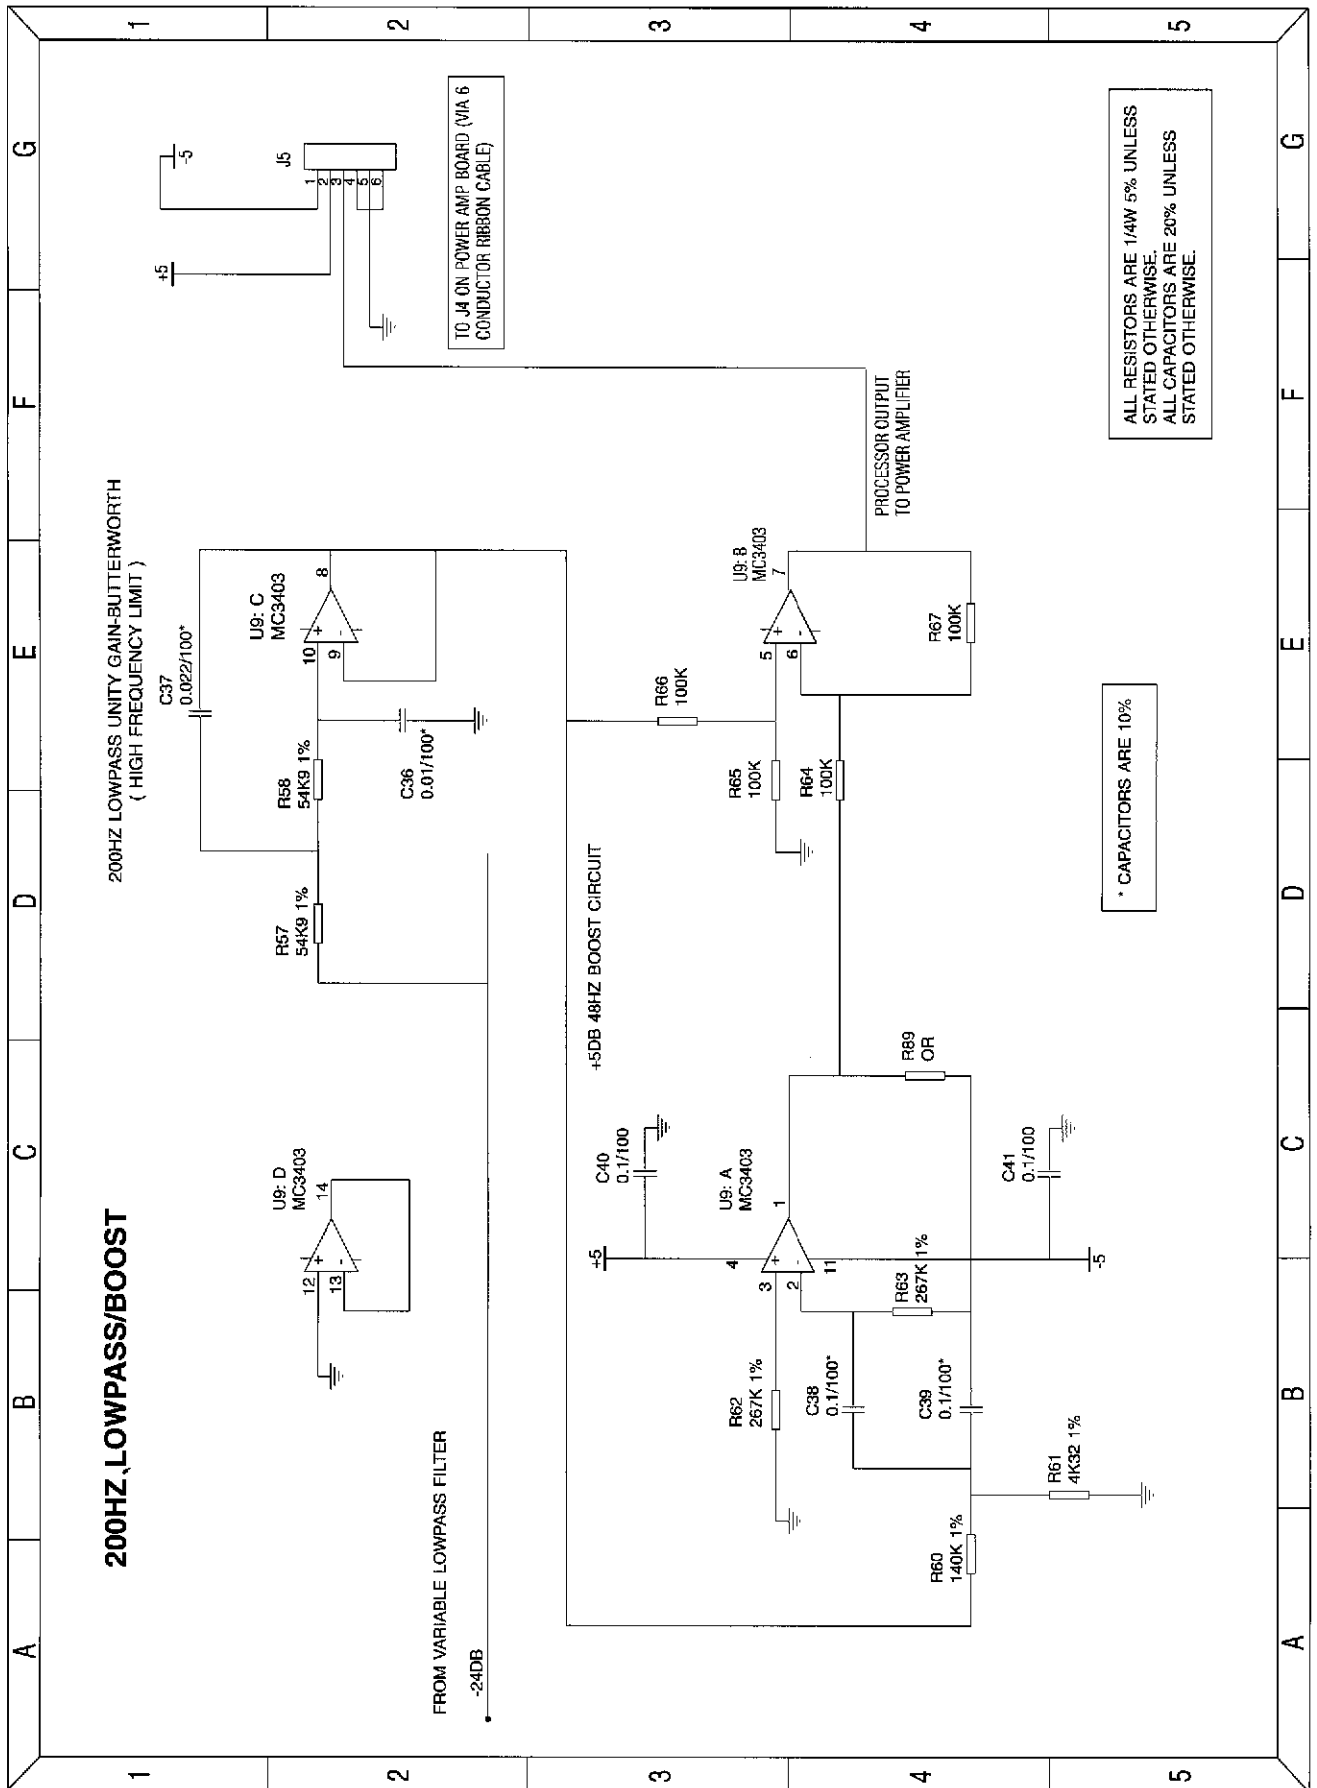 A B C D E F G
1
2
3
4
5
200HZ,LOWPASS/BOOST
200HZ LOWPASS UNITY GAIN-BUTTERWORTH
( HIGH FREQUENCY LIMIT )
C37
0.022/100*
+5
-5
U9: D
MC3403
12
13
14
+
-
R57
54K9 1%
R58
54K9 1%
U9: C
MC3403
10
9
8
+
-
C36
0.01/100*
J5
1
2
3
4
5
6
FROM VARIABLE LOWPASS FILTER
-24DB
TO J4 ON POWER AMP BOARD (VIA 6
CONDUCTOR RIBBON CABLE)
+5DB 48HZ BOOST CIRCUIT
+5
C40
0.1/100
R66
100K
U9: A
MC3403
4
3
2
1
11
+
-
R62
267K 1%
R65
100K
U9: B
MC3403
5
6
7
+
-
R64
100K
C38
0.1/100*
R63
267K 1%
R89
OR
PROCESSOR OUTPUT
TO POWER AMPLIFIER
R60
140K 1%
C39
0.1/100*
R67
100K
R61
4K32 1%
C41
0.1/100
-5
* CAPACITORS ARE 10%
ALL RESISTORS ARE 1/4W 5% UNLESS
STATED OTHERWISE.
ALL CAPACITORS ARE 20% UNLESS
STATED OTHERWISE.
1
2
3
4
5
A B C D E F G